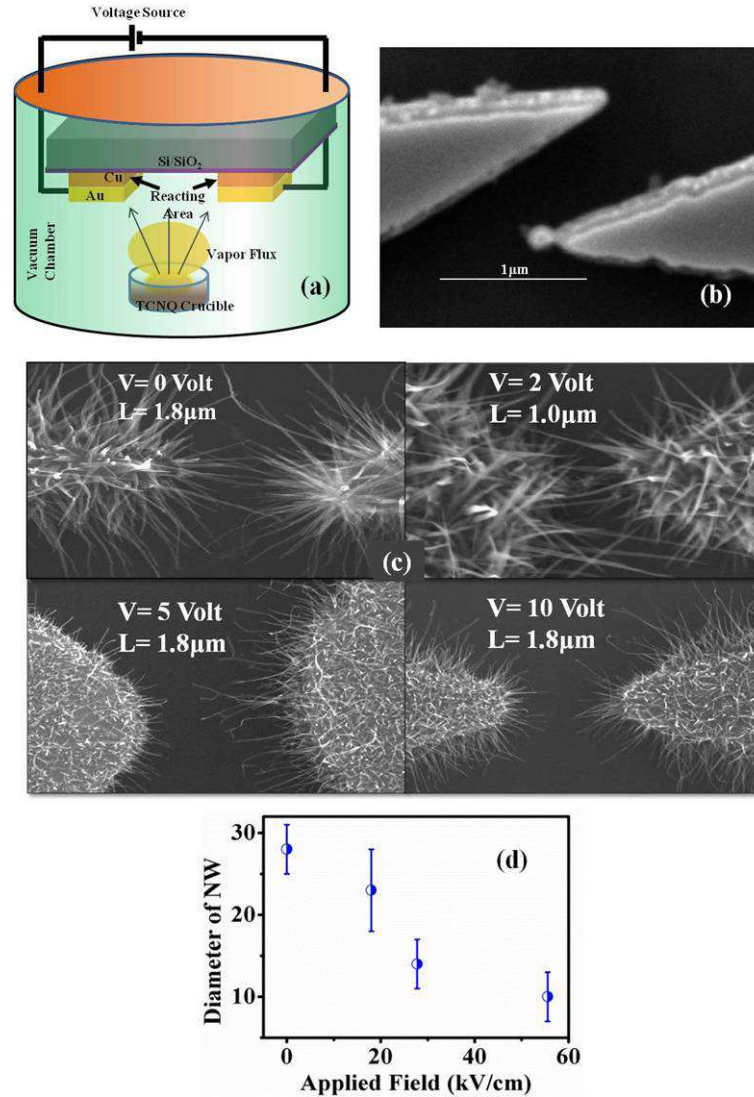 Voltage Source
Si/SiO2
Cu
Au
Reacting
Area
Vapor Flux
Vacuum
Chamber
TCNQ Crucible
(a)
1µm
(b)
V= 0 Volt
L= 1.8µm
V= 2 Volt
L= 1.0µm
(c)
V= 5 Volt
L= 1.8µm
V= 10 Volt
L= 1.8µm
(d)
Diameter of NW
30
20
10
0
20
40
60
Applied Field (kV/cm)